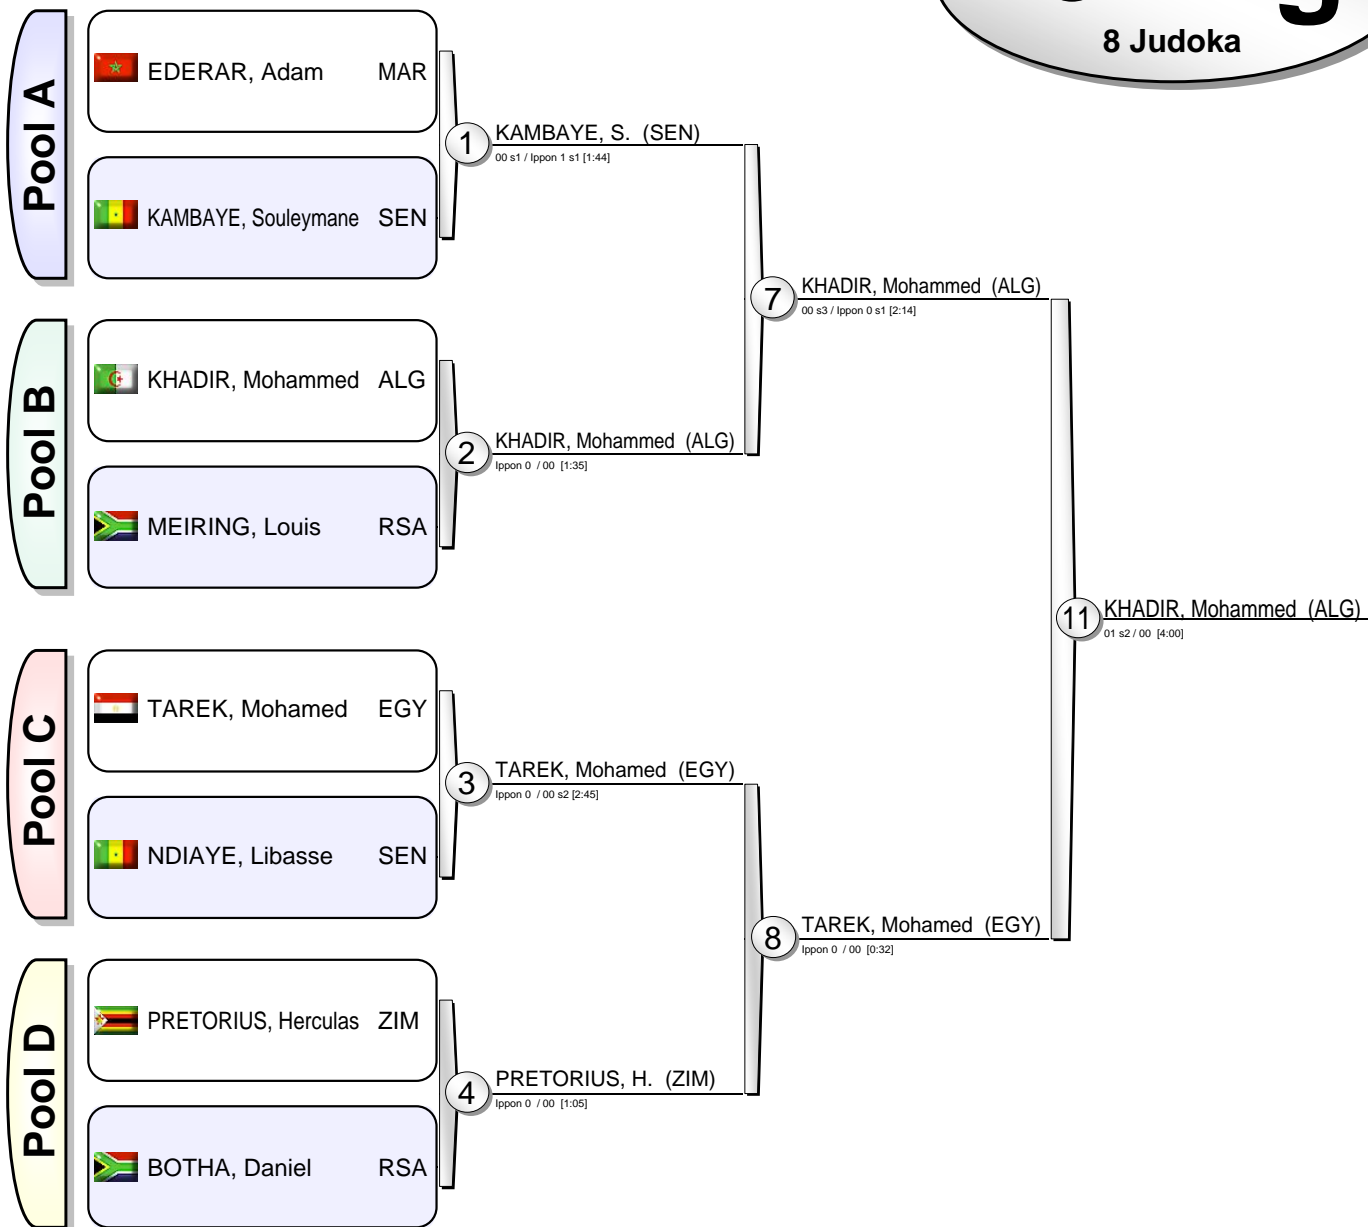 8 Judoka
Pool A
EDERAR, Adam MAR
KAMBAYE, Souleymane SEN
1 KAMBAYE, S. (SEN)
00 s1 / Ippon 1 s1 [1:44]
Pool B
KHADIR, Mohammed ALG
MEIRING, Louis RSA
2 KHADIR, Mohammed (ALG)
Ippon 0 / 00 [1:35]
7 KHADIR, Mohammed (ALG)
00 s3 / Ippon 0 s1 [2:14]
Pool C
TAREK, Mohamed EGY
NDIAYE, Libasse SEN
3 TAREK, Mohamed (EGY)
Ippon 0 / 00 s2 [2:45]
Pool D
PRETORIUS, Herculas ZIM
BOTHA, Daniel RSA
4 PRETORIUS, H. (ZIM)
Ippon 0 / 00 [1:05]
8 TAREK, Mohamed (EGY)
Ippon 0 / 00 [0:32]
11 KHADIR, Mohammed (ALG)
01 s2 / 00 [4:00]